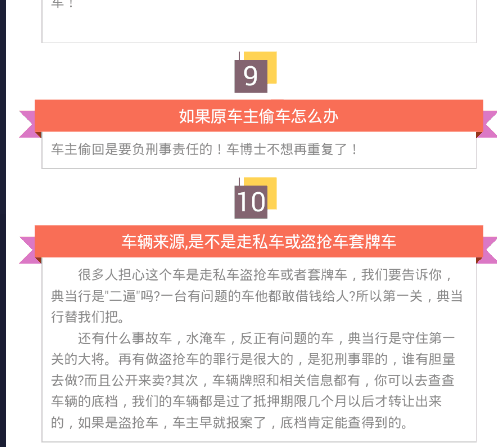 车！
9
如果原车主偷车怎么办
车主偷回是要负刑事责任的！车博士不想再重复了！
10
车辆来源,是不是走私车或盗抢车套牌车
很多人担心这个车是走私车盗抢车或者套牌车，我们要告诉你，
典当行是“二逼”吗?一台有问题的车他都敢借钱给人?所以第一关，典当
行替我们把。
还有什么事故车，水淹车，反正有问题的车，典当行是守住第一
关的大将。再有做盗抢车的罪行是很大的，是犯刑事罪的，谁有胆量
去做?而且公开来卖?其次，车辆牌照和相关信息都有，你可以去查查
车辆的底档，我们的车辆都是过了抵押期限几个月以后才转让出来
的，如果是盗抢车，车主早就报案了，底档肯定能查得到的。